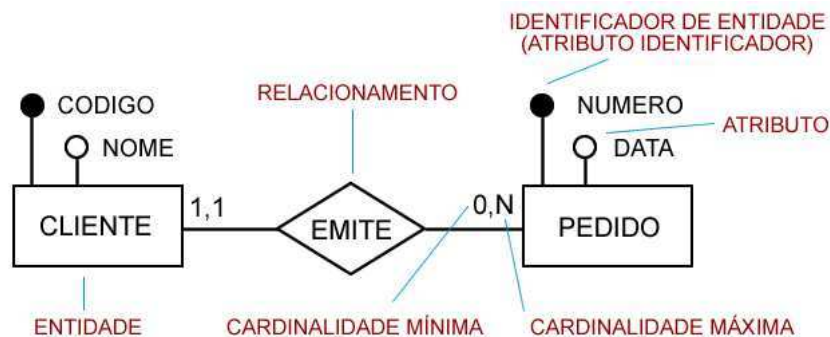 IDENTIFICADOR DE ENTIDADE
(ATRIBUTO IDENTIFICADOR)
CODIGO
RELACIONAMENTO
NUMERO
ATRIBUTO
NOME
DATA
CLIENTE
1,1
EMITE
0,N
PEDIDO
ENTIDADE
CARDINALIDADE MÍNIMA
CARDINALIDADE MÁXIMA